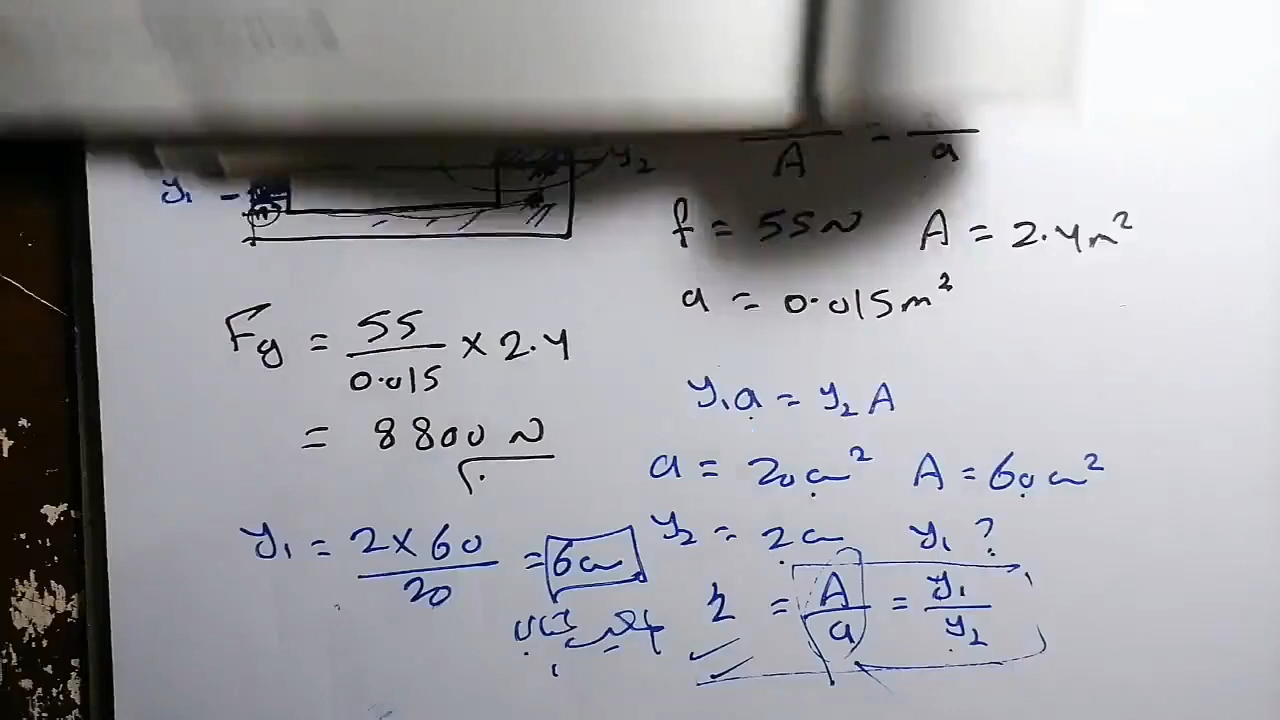 A = a
y₁ y₂
f = 55N A = 2.4m²
a = 0.015m²
Fg = 55/0.015 × 2.4
= 8800 N
y₁a = y₂A
a = 20cm² A = 60cm²
y₂ = 2cm y₁ ?
y₁ = 2×60/20 = 6cm
= A/a = y₁/y₂